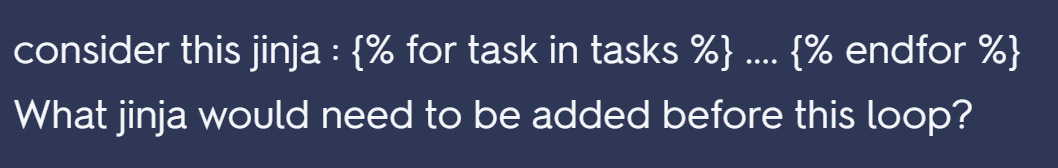 consider this jinja : {% for task in tasks %} .... {% endfor %}
What jinja would need to be added before this loop?